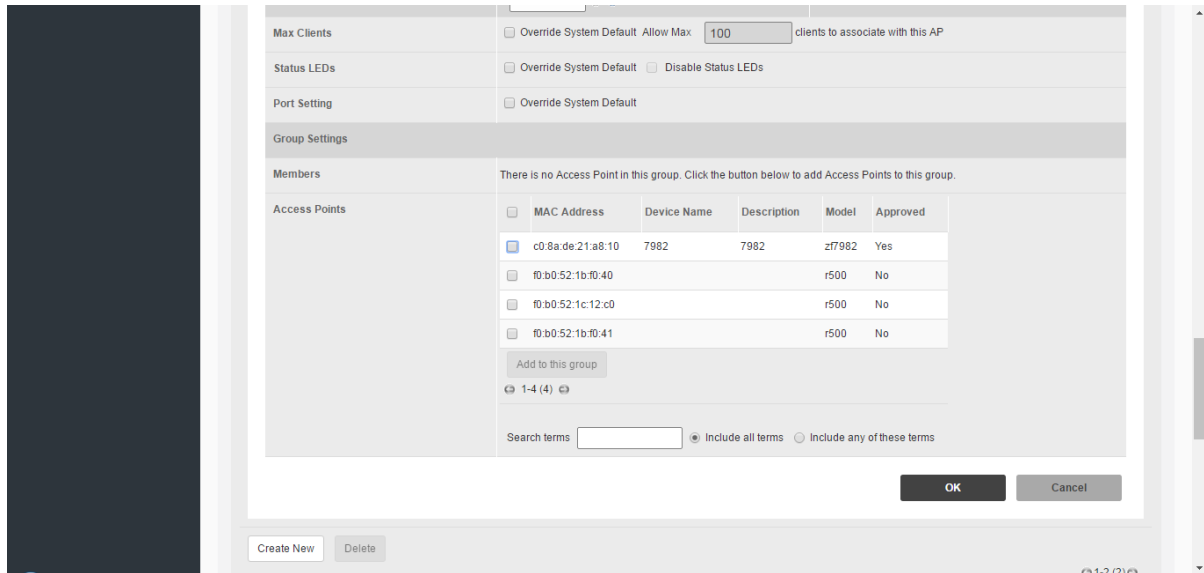 Max Clients Override System Default Allow Max 100 clients to associate with this AP
Status LEDs Override System Default Disable Status LEDs
Port Setting Override System Default
Group Settings
Members There is no Access Point in this group. Click the button below to add Access Points to this group.
Access Points MAC Address Device Name Description Model Approved
c0:8a:de:21:a8:10 7982 7982 zf7982 Yes
f0:b0:52:1b:f0:40 r500 No
f0:b0:52:1c:12:c0 r500 No
f0:b0:52:1b:f0:41 r500 No
Add to this group
1-4 (4)
Search terms Include all terms Include any of these terms
OK Cancel
Create New Delete
1-2 (2)